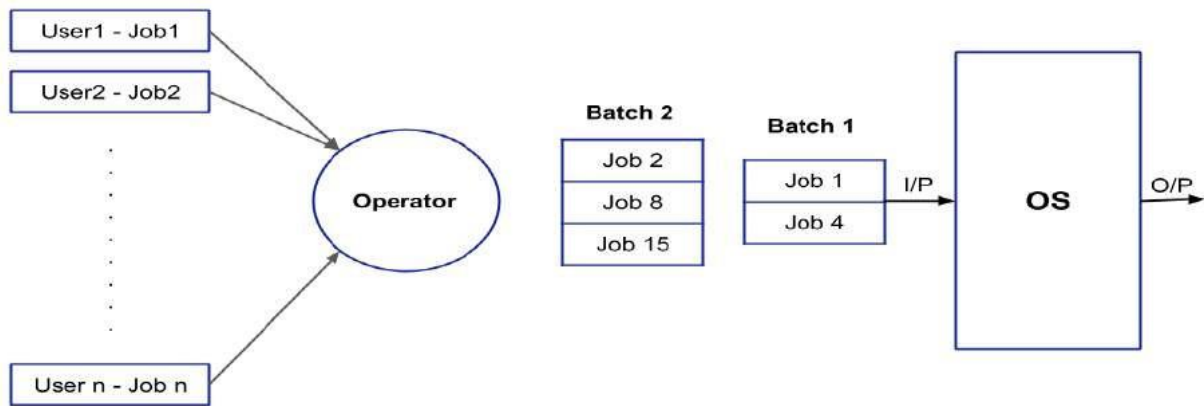 User1 - Job1
User2 - Job2
User n - Job n
Operator
Batch 2
Job 2
Job 8
Job 15
Batch 1
Job 1
Job 4
I/P
OS
O/P